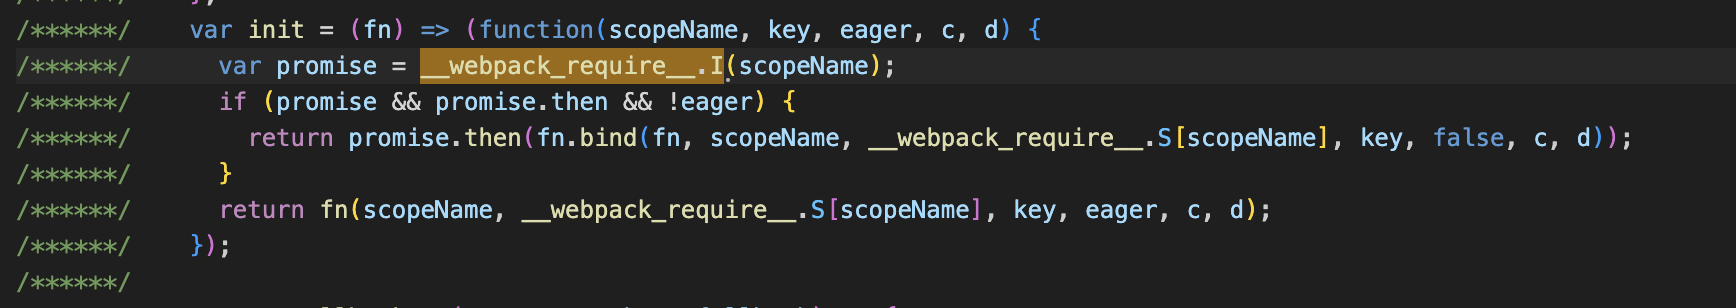 /******/ var init = (fn) => (function(scopeName, key, eager, c, d) {
/******/ var promise = __webpack_require__.I(scopeName);
/******/ if (promise && promise.then && !eager) {
/******/ return promise.then(fn.bind(fn, scopeName, __webpack_require__.S[scopeName], key, false, c, d));
/******/ }
/******/ return fn(scopeName, __webpack_require__.S[scopeName], key, eager, c, d);
/******/ });
/******/